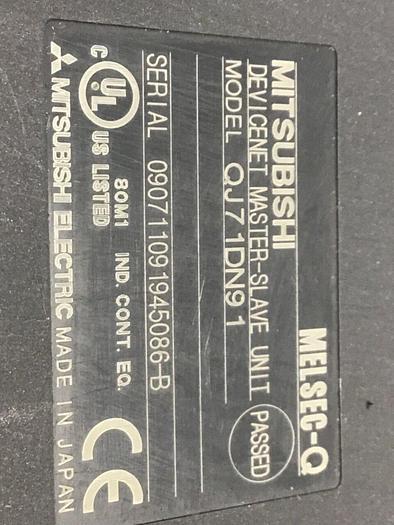 MITSUBISHI MELSEC-Q
DEVICENET MASTER-SLAVE UNIT
MODEL QJ71DN91
PASSED
SERIAL 090711091945086-B
C UL US LISTED
80M1 IND. CONT. EQ.
CE
MITSUBISHI ELECTRIC MADE IN JAPAN